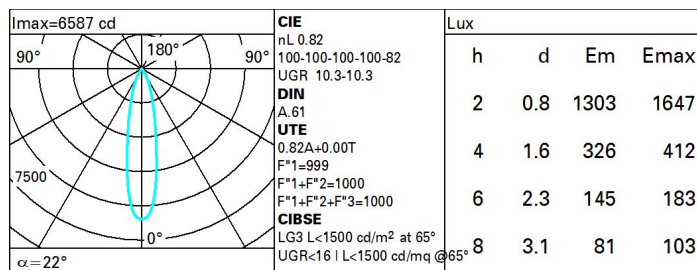 Imax=6587 cd
90° 180° 90°
7500
0°
α=22°
CIE
nL 0.82
100-100-100-100-82
UGR 10.3-10.3
DIN
A.61
UTE
0.82A+0.00T
F"1=999
F"1+F"2=1000
F"1+F"2+F"3=1000
CIBSE
LG3 L<1500 cd/m² at 65°
UGR<16 | L<1500 cd/mq @65°
Lux
h d Em Emax
2 0.8 1303 1647
4 1.6 326 412
6 2.3 145 183
8 3.1 81 103